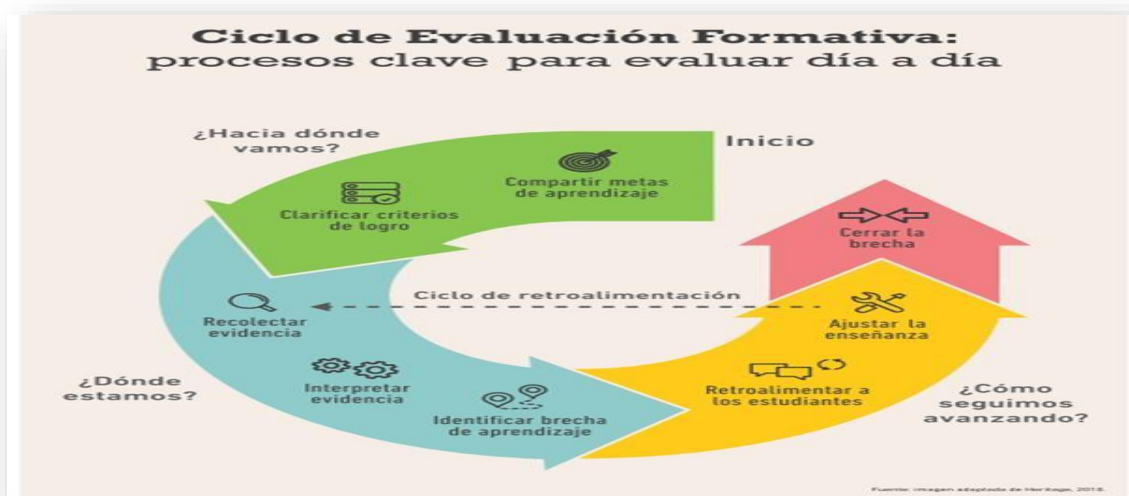 Ciclo de Evaluación Formativa:
procesos clave para evaluar día a día
¿Hacia dónde
vamos?
Inicio
Compartir metas
de aprendizaje
Clarificar criterios
de logro
Recolectar
evidencia
¿Dónde
estamos?
Interpretar
evidencia
Identificar brecha
de aprendizaje
Ciclo de retroalimentación
Retroalimentar a
los estudiantes
Ajustar la
enseñanza
¿Cómo
seguimos
avanzando?
Cerrar la
brecha
Fuente: imagen adaptada de Heritage, 2018.